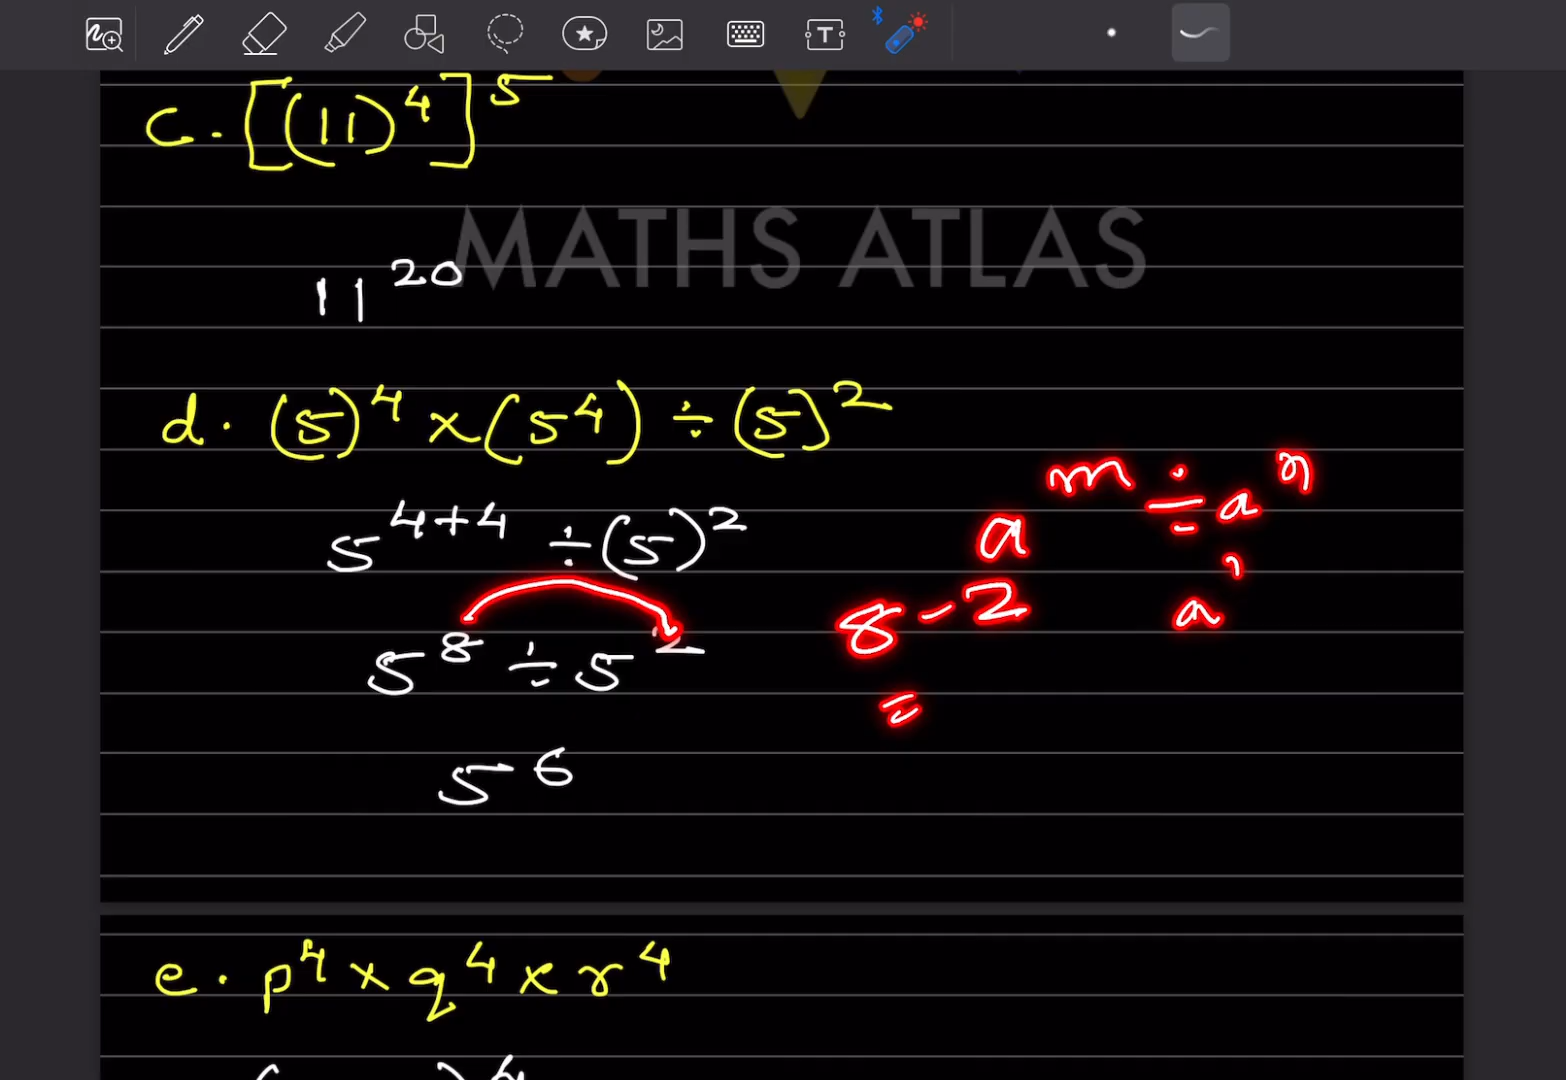 c. [(11)⁴]⁵
MATHS ATLAS
11²⁰
d. (5)⁴ × (5⁴) ÷ (5)²
5⁴⁺⁴ ÷ (5)²
5⁸ ÷ 5²
5⁶
aᵐ ÷ aⁿ
8 - 2
a
=
e. p⁴ × q⁴ × r⁴